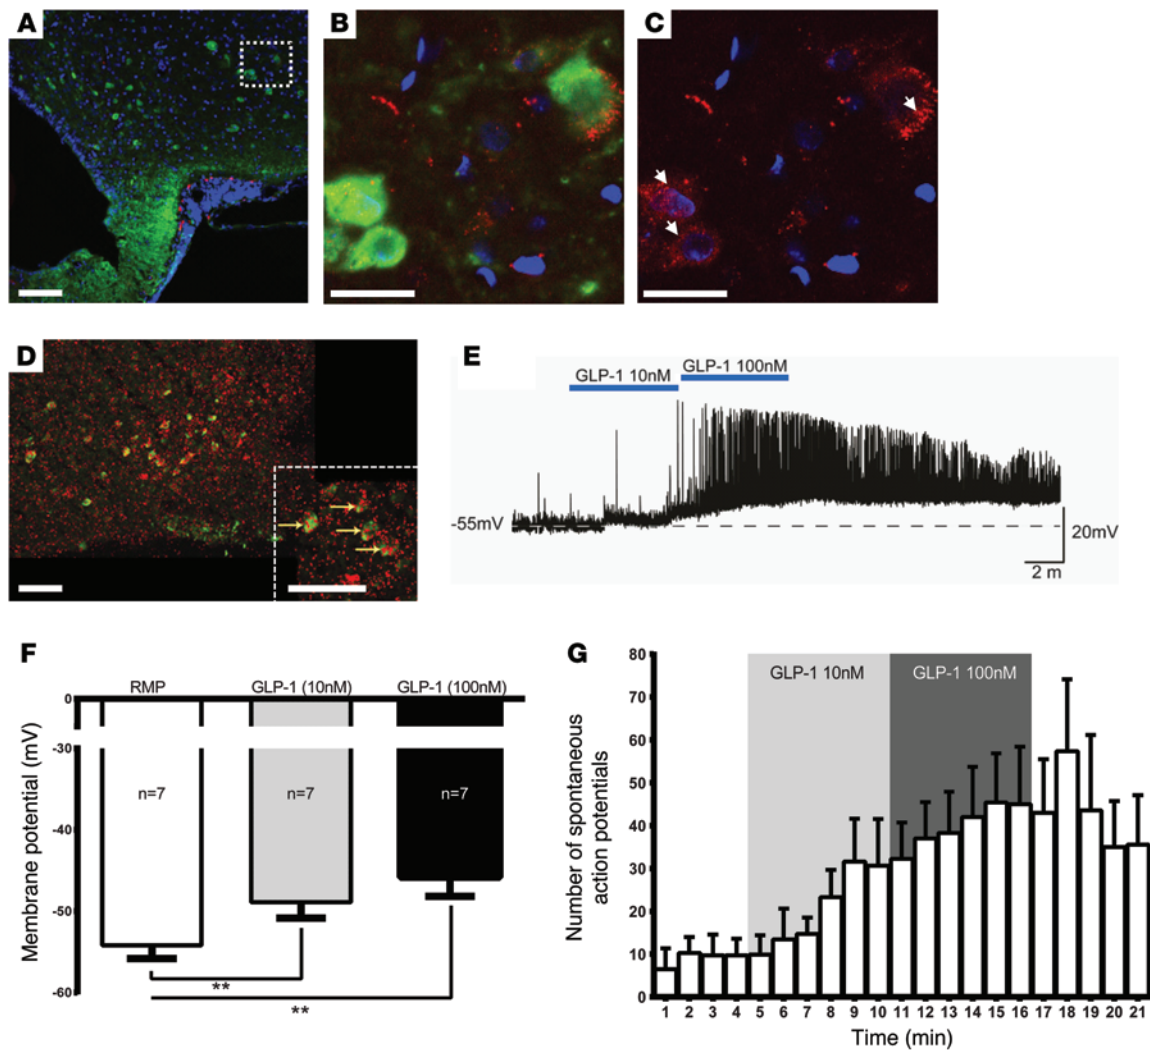 A
B
C
D
E
GLP-1 10nM
GLP-1 100nM
-55mV
20mV
2 m
F
RMP
GLP-1 (10nM)
GLP-1 (100nM)
0
-30
-40
-50
-60
Membrane potential (mV)
n=7
n=7
n=7
**
**
G
80
70
60
50
40
30
20
10
0
Number of spontaneous
action potentials
GLP-1 10nM
GLP-1 100nM
1 2 3 4 5 6 7 8 9 10 11 12 13 14 15 16 17 18 19 20 21
Time (min)